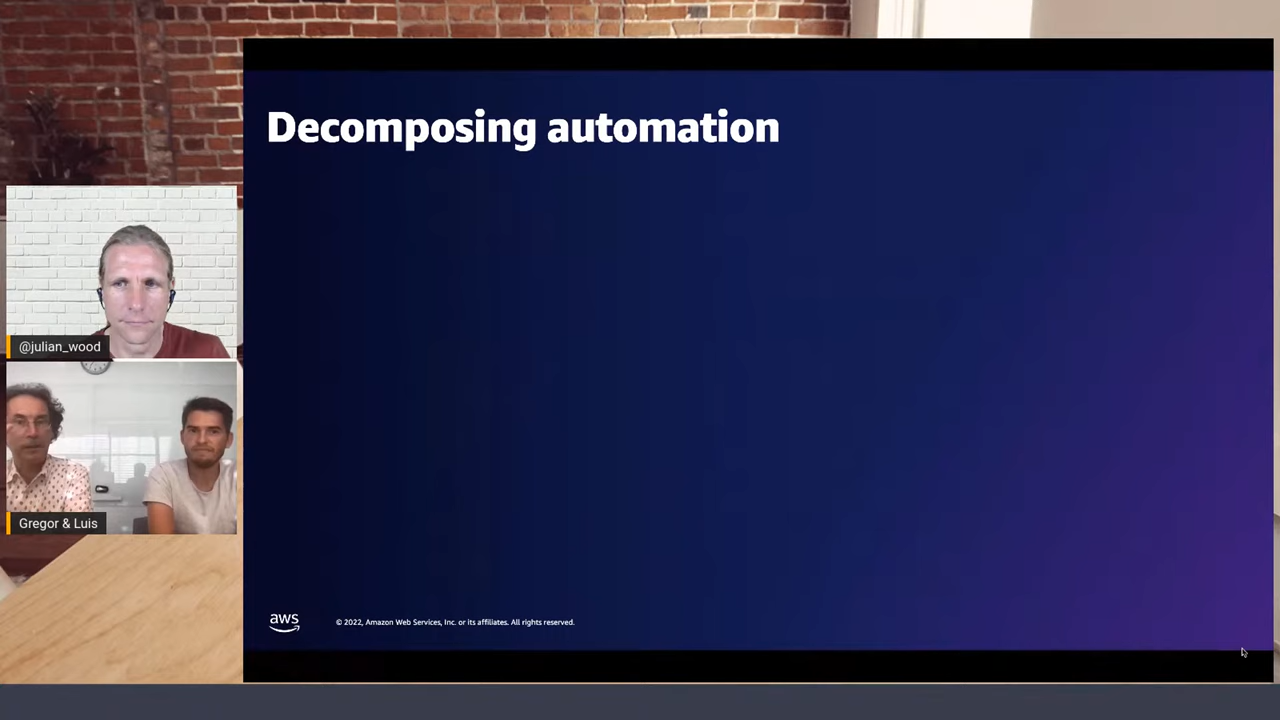 Decomposing automation
@julian_wood
Gregor & Luis
aws
© 2022, Amazon Web Services, Inc. or its affiliates. All rights reserved.